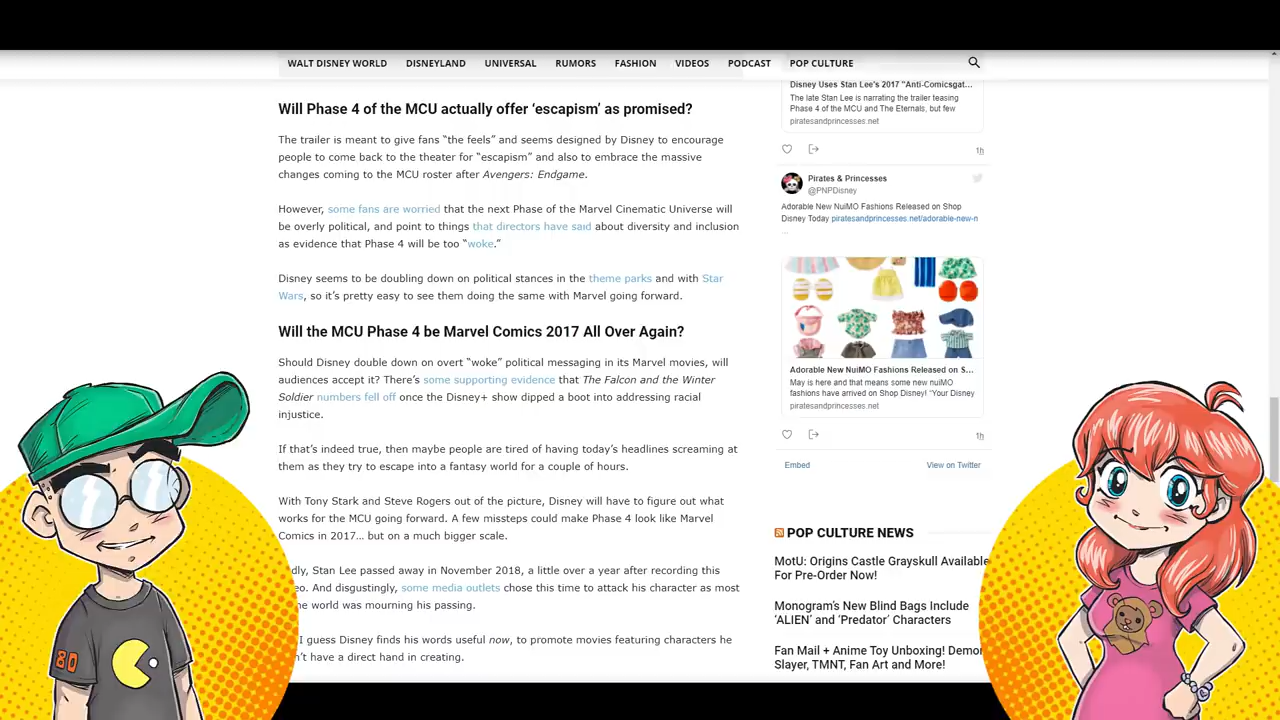 WALT DISNEY WORLD DISNEYLAND UNIVERSAL RUMORS FASHION VIDEOS PODCAST POP CULTURE
Will Phase 4 of the MCU actually offer ‘escapism’ as promised?
The trailer is meant to give fans “the feels” and seems designed by Disney to encourage
people to come back to the theater for “escapism” and also to embrace the massive
changes coming to the MCU roster after Avengers: Endgame.
However, some fans are worried that the next Phase of the Marvel Cinematic Universe will
be overly political, and point to things that directors have said about diversity and inclusion
as evidence that Phase 4 will be too “woke.”
Disney seems to be doubling down on political stances in the theme parks and with Star
Wars, so it’s pretty easy to see them doing the same with Marvel going forward.
Will the MCU Phase 4 be Marvel Comics 2017 All Over Again?
Should Disney double down on overt “woke” political messaging in its Marvel movies, will
audiences accept it? There’s some supporting evidence that The Falcon and the Winter
Soldier numbers fell off once the Disney+ show dipped a boot into addressing racial
injustice.
If that’s indeed true, then maybe people are tired of having today’s headlines screaming at
them as they try to escape into a fantasy world for a couple of hours.
With Tony Stark and Steve Rogers out of the picture, Disney will have to figure out what
works for the MCU going forward. A few missteps could make Phase 4 look like Marvel
Comics in 2017… but on a much bigger scale.
dly, Stan Lee passed away in November 2018, a little over a year after recording this
eo. And disgustingly, some media outlets chose this time to attack his character as most
e world was mourning his passing.
I guess Disney finds his words useful now, to promote movies featuring characters he
n’t have a direct hand in creating.
Disney Uses Stan Lee's 2017 "Anti-Comicsgat...
The late Stan Lee is narrating the trailer teasing
Phase 4 of the MCU and The Eternals, but few
piratesandprincesses.net
1h
Pirates & Princesses
@PNPDisney
Adorable New NuiMO Fashions Released on Shop
Disney Today piratesandprincesses.net/adorable-new-n
...
Adorable New NuiMO Fashions Released on S...
May is here and that means some new nuiMO
fashions have arrived on Shop Disney! “Your Disney
piratesandprincesses.net
1h
Embed View on Twitter
POP CULTURE NEWS
MotU: Origins Castle Grayskull Available
For Pre-Order Now!
Monogram’s New Blind Bags Include
‘ALIEN’ and ‘Predator’ Characters
Fan Mail + Anime Toy Unboxing! Demon
Slayer, TMNT, Fan Art and More!
80